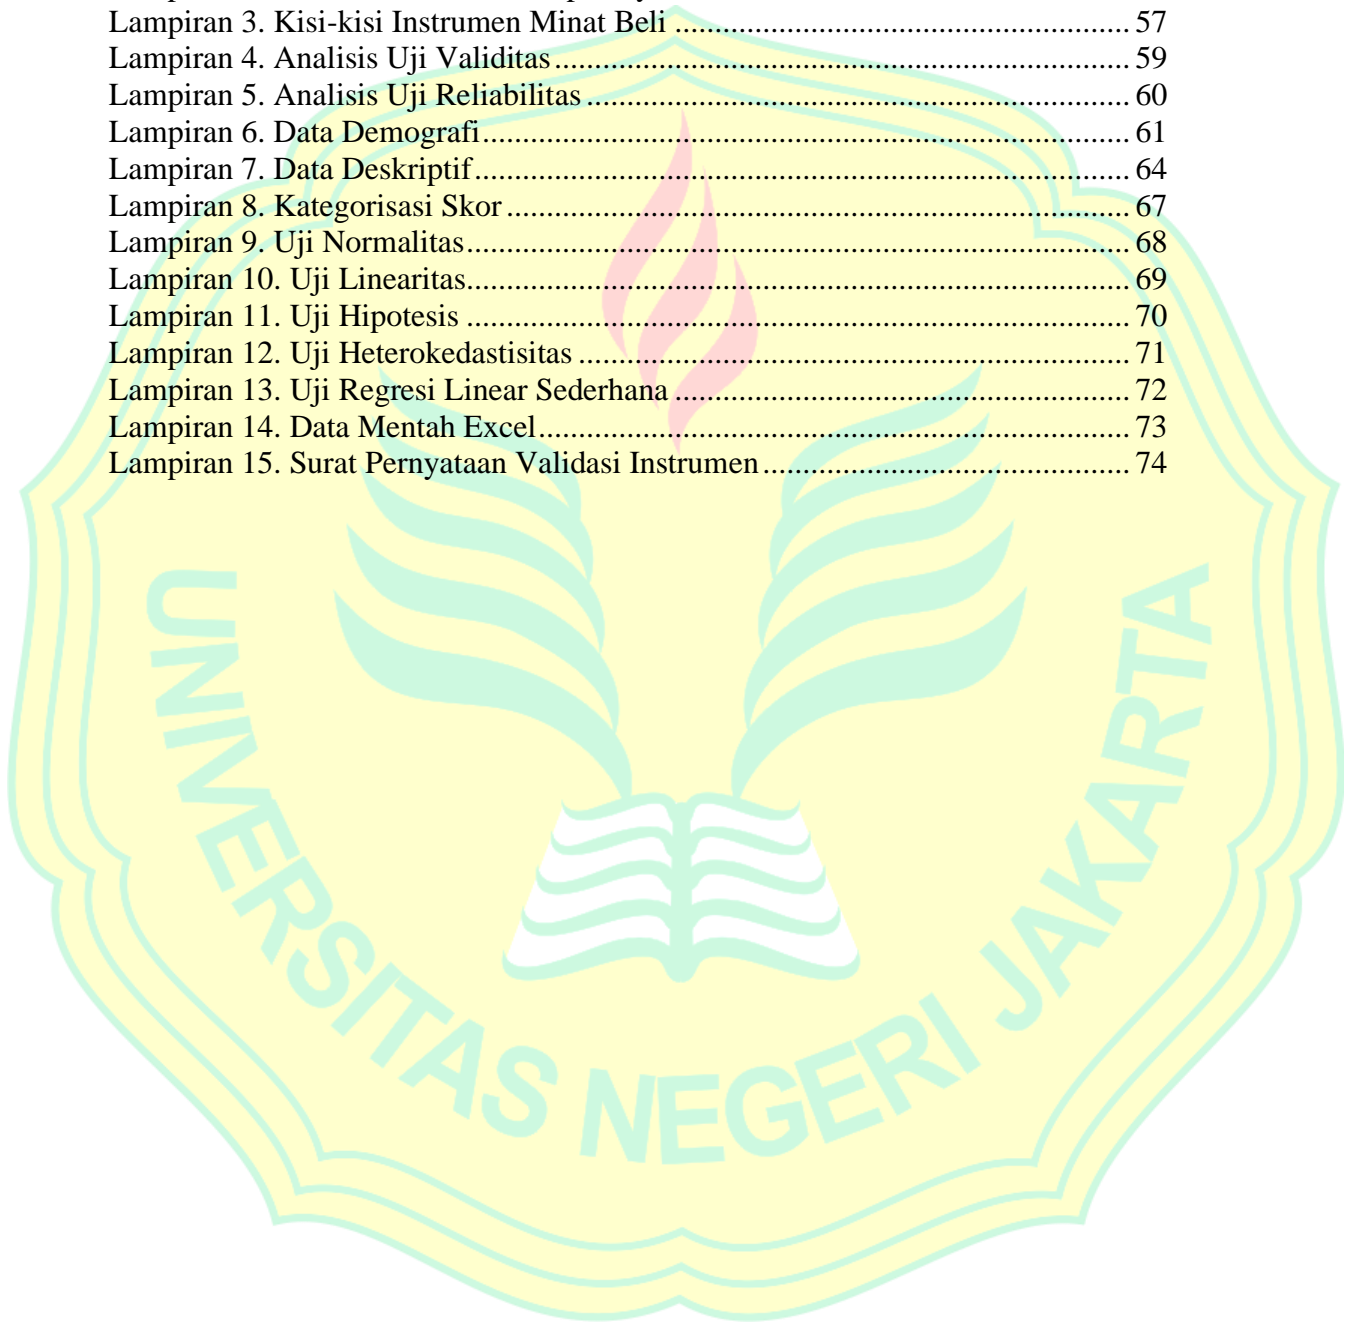 Lampiran 3. Kisi-kisi Instrumen Minat Beli ........................................................ 57
Lampiran 4. Analisis Uji Validitas ........................................................ 59
Lampiran 5. Analisis Uji Reliabilitas ........................................................ 60
Lampiran 6. Data Demografi ........................................................ 61
Lampiran 7. Data Deskriptif ........................................................ 64
Lampiran 8. Kategorisasi Skor ........................................................ 67
Lampiran 9. Uji Normalitas ........................................................ 68
Lampiran 10. Uji Linearitas ........................................................ 69
Lampiran 11. Uji Hipotesis ........................................................ 70
Lampiran 12. Uji Heterokedastisitas ........................................................ 71
Lampiran 13. Uji Regresi Linear Sederhana ........................................................ 72
Lampiran 14. Data Mentah Excel ........................................................ 73
Lampiran 15. Surat Pernyataan Validasi Instrumen ........................................................ 74
UNIVERSITAS NEGERI JAKARTA